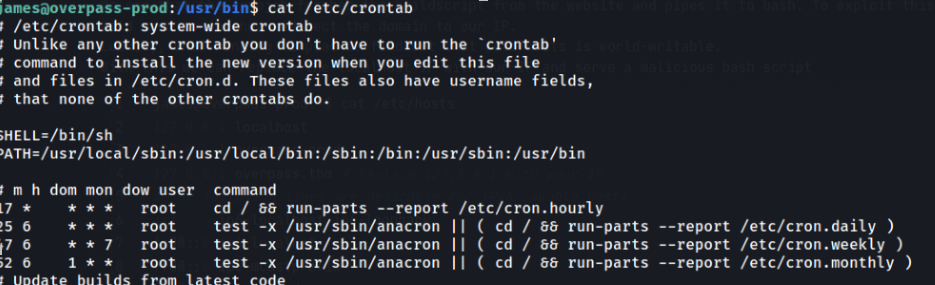 james@overpass-prod:/usr/bin$ cat /etc/crontab
# /etc/crontab: system-wide crontab
# Unlike any other crontab you don't have to run the `crontab'
# command to install the new version when you edit this file
# and files in /etc/cron.d. These files also have username fields,
# that none of the other crontabs do.
SHELL=/bin/sh
PATH=/usr/local/sbin:/usr/local/bin:/sbin:/bin:/usr/sbin:/usr/bin
# m h dom mon dow user command
17 * * * * root cd / && run-parts --report /etc/cron.hourly
25 6 * * * root test -x /usr/sbin/anacron || ( cd / && run-parts --report /etc/cron.daily )
47 6 * * 7 root test -x /usr/sbin/anacron || ( cd / && run-parts --report /etc/cron.weekly )
52 6 1 * * root test -x /usr/sbin/anacron || ( cd / && run-parts --report /etc/cron.monthly )
# Update builds from latest code